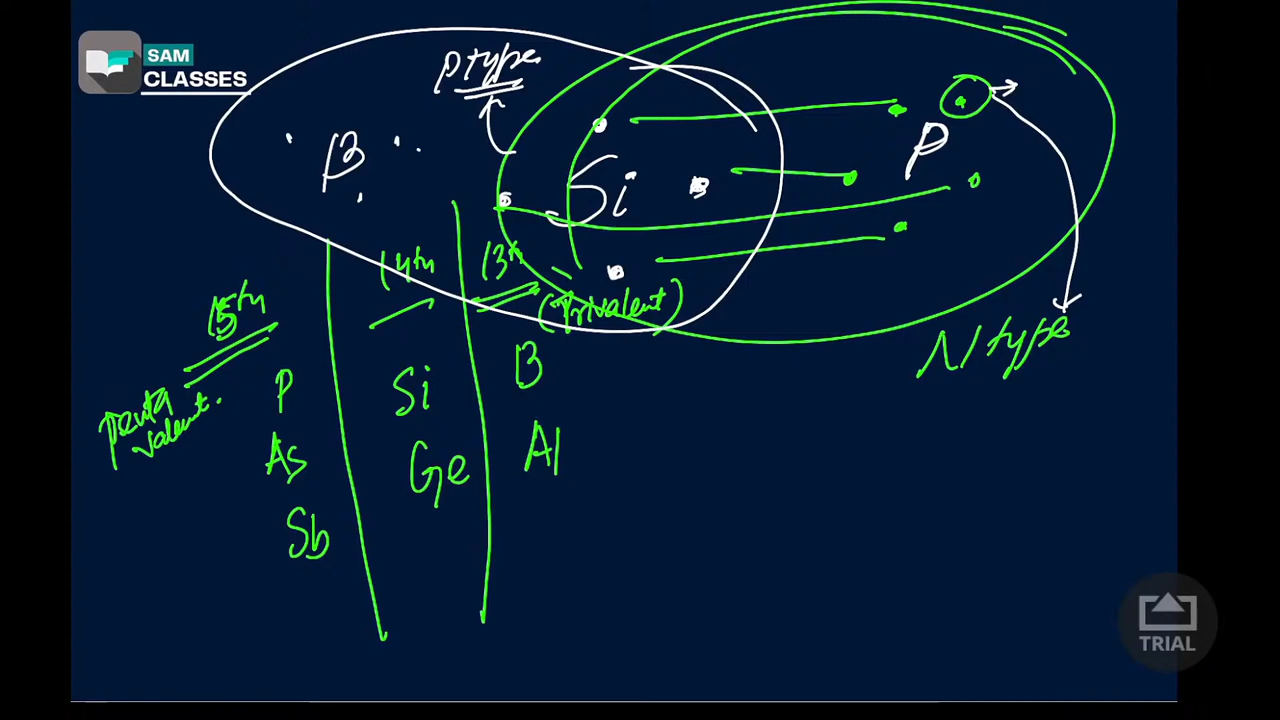 SAM
CLASSES
P type
B
Si
P
14th
13th
15th
(Trivalent)
N type
penta
valent.
P
Si
B
As
Ge
Al
Sb
TRIAL